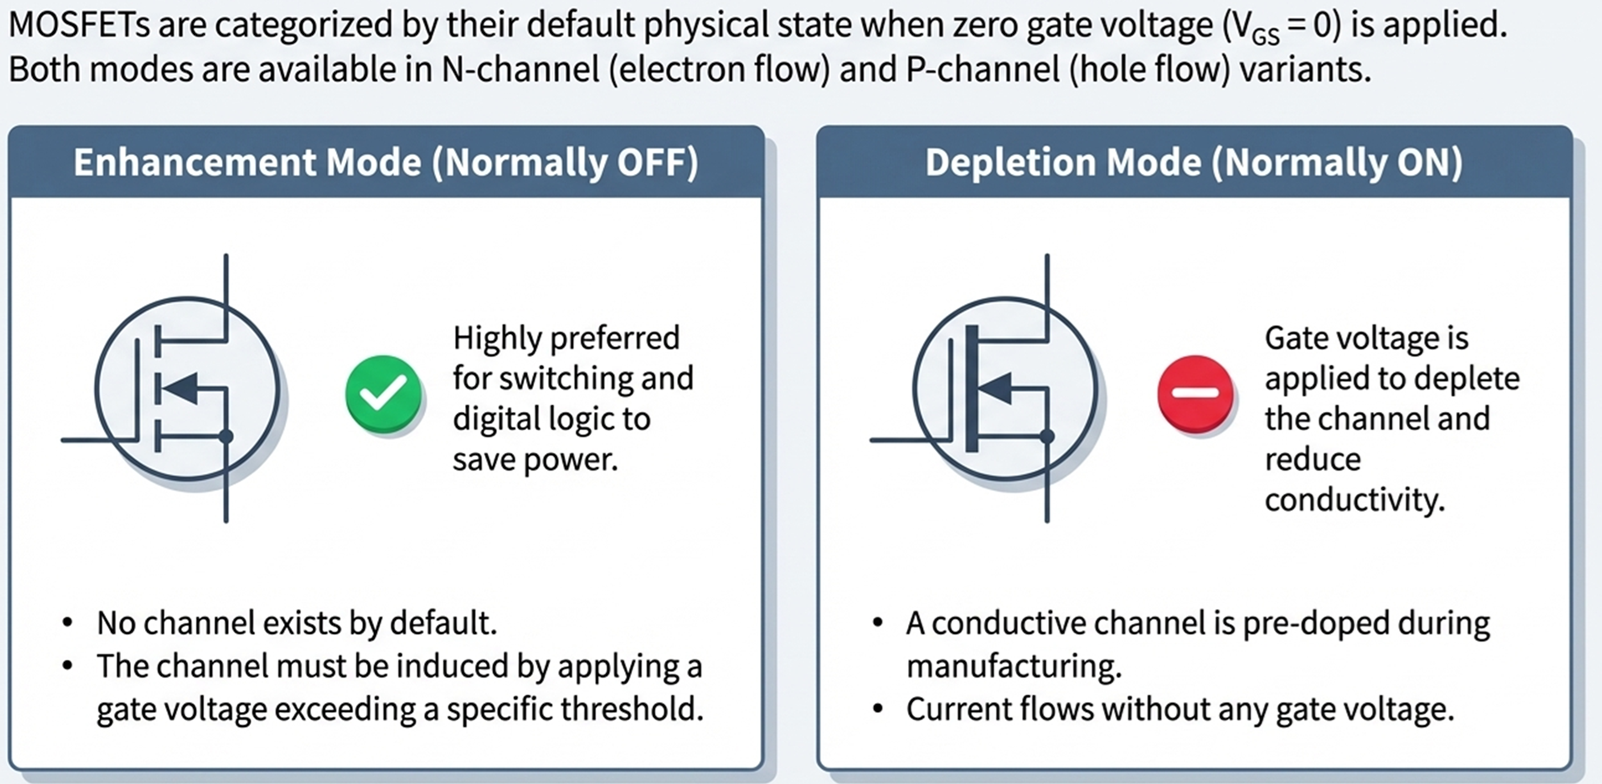 MOSFETs are categorized by their default physical state when zero gate voltage (V_GS = 0) is applied.
Both modes are available in N-channel (electron flow) and P-channel (hole flow) variants.
Enhancement Mode (Normally OFF)
Highly preferred
for switching and
digital logic to
save power.
• No channel exists by default.
• The channel must be induced by applying a
gate voltage exceeding a specific threshold.
Depletion Mode (Normally ON)
Gate voltage is
applied to deplete
the channel and
reduce
conductivity.
• A conductive channel is pre-doped during
manufacturing.
• Current flows without any gate voltage.